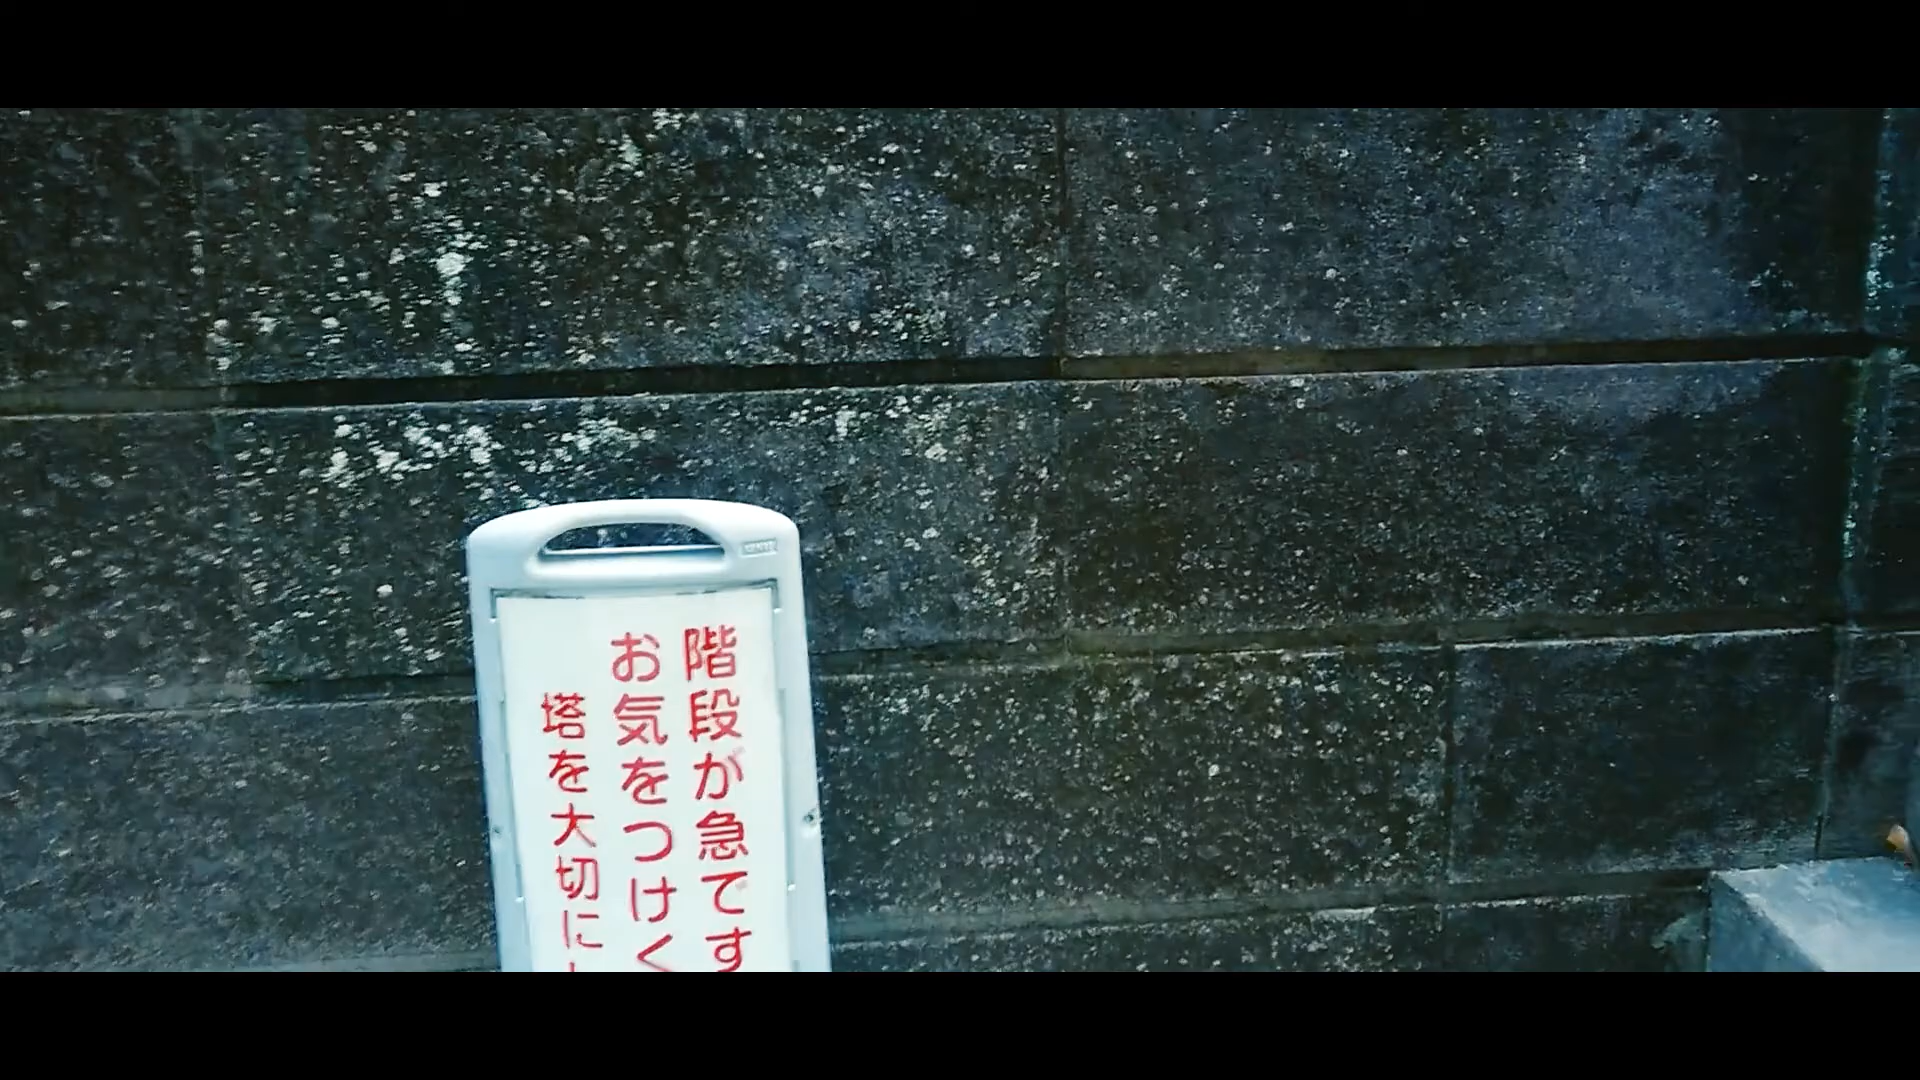 階段が急です
お気をつけく
塔を大切に